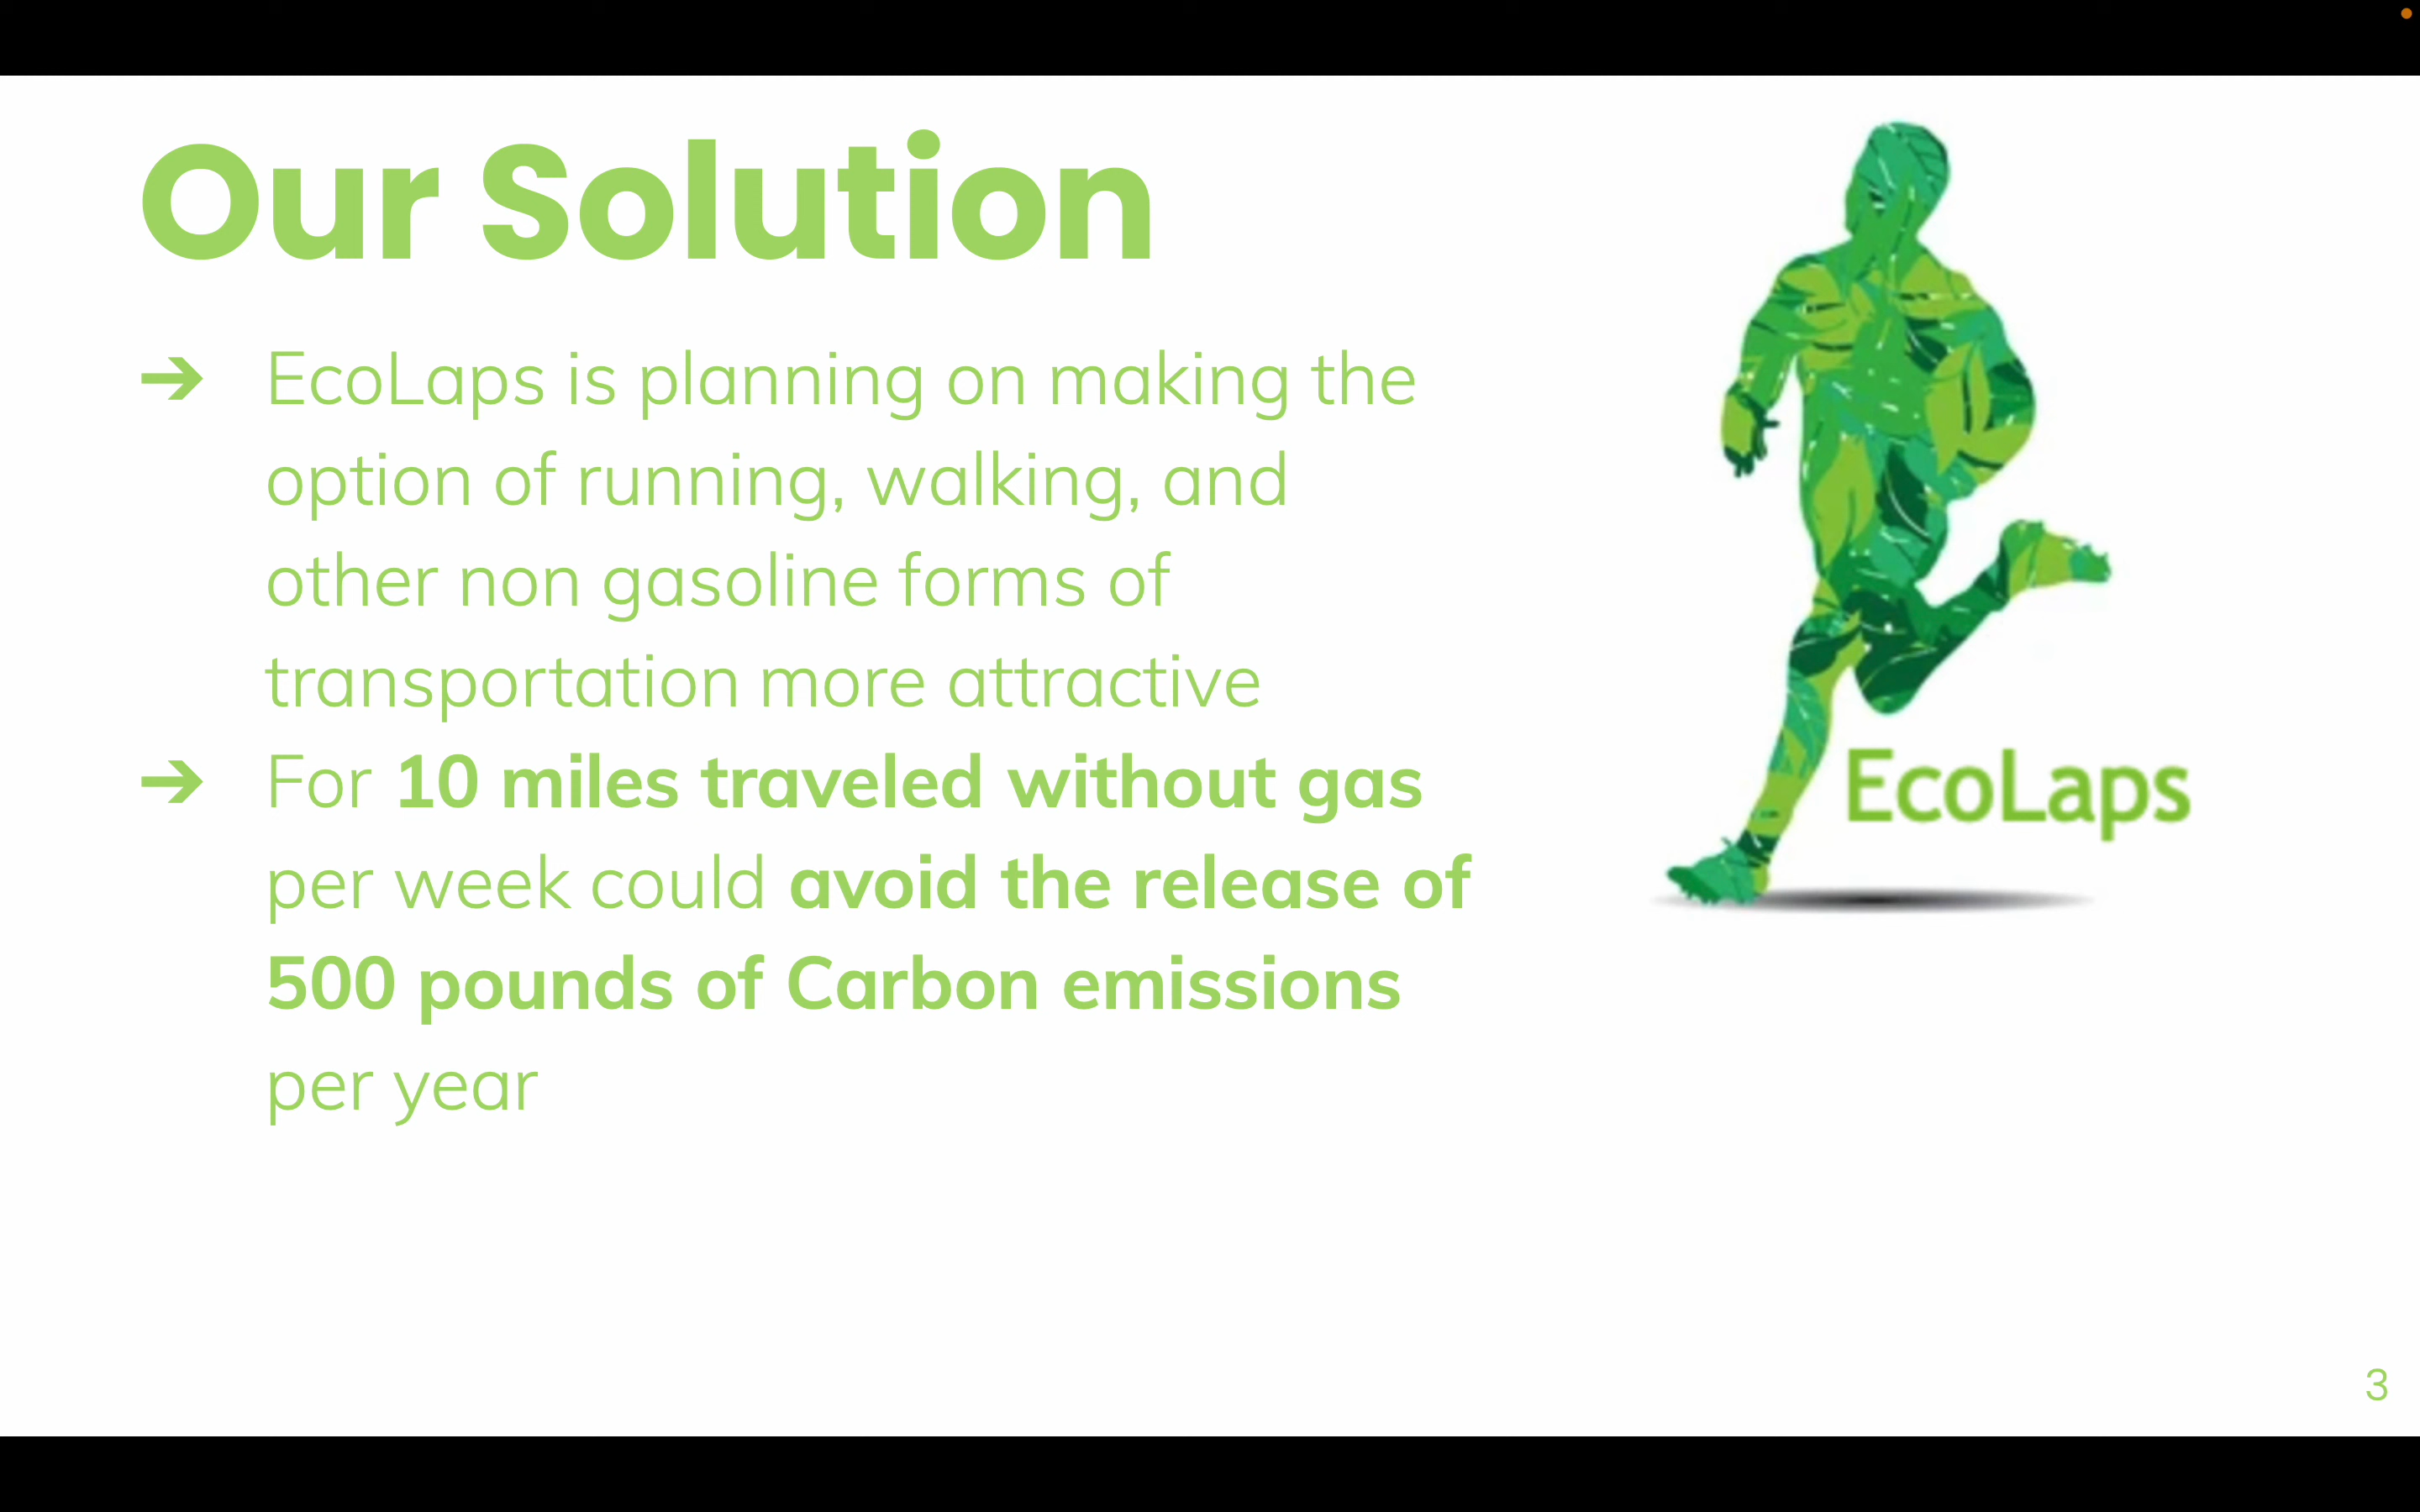 Our Solution
➔ EcoLaps is planning on making the
option of running, walking, and
other non gasoline forms of
transportation more attractive
➔ For 10 miles traveled without gas
per week could avoid the release of
500 pounds of Carbon emissions
per year
EcoLaps
3